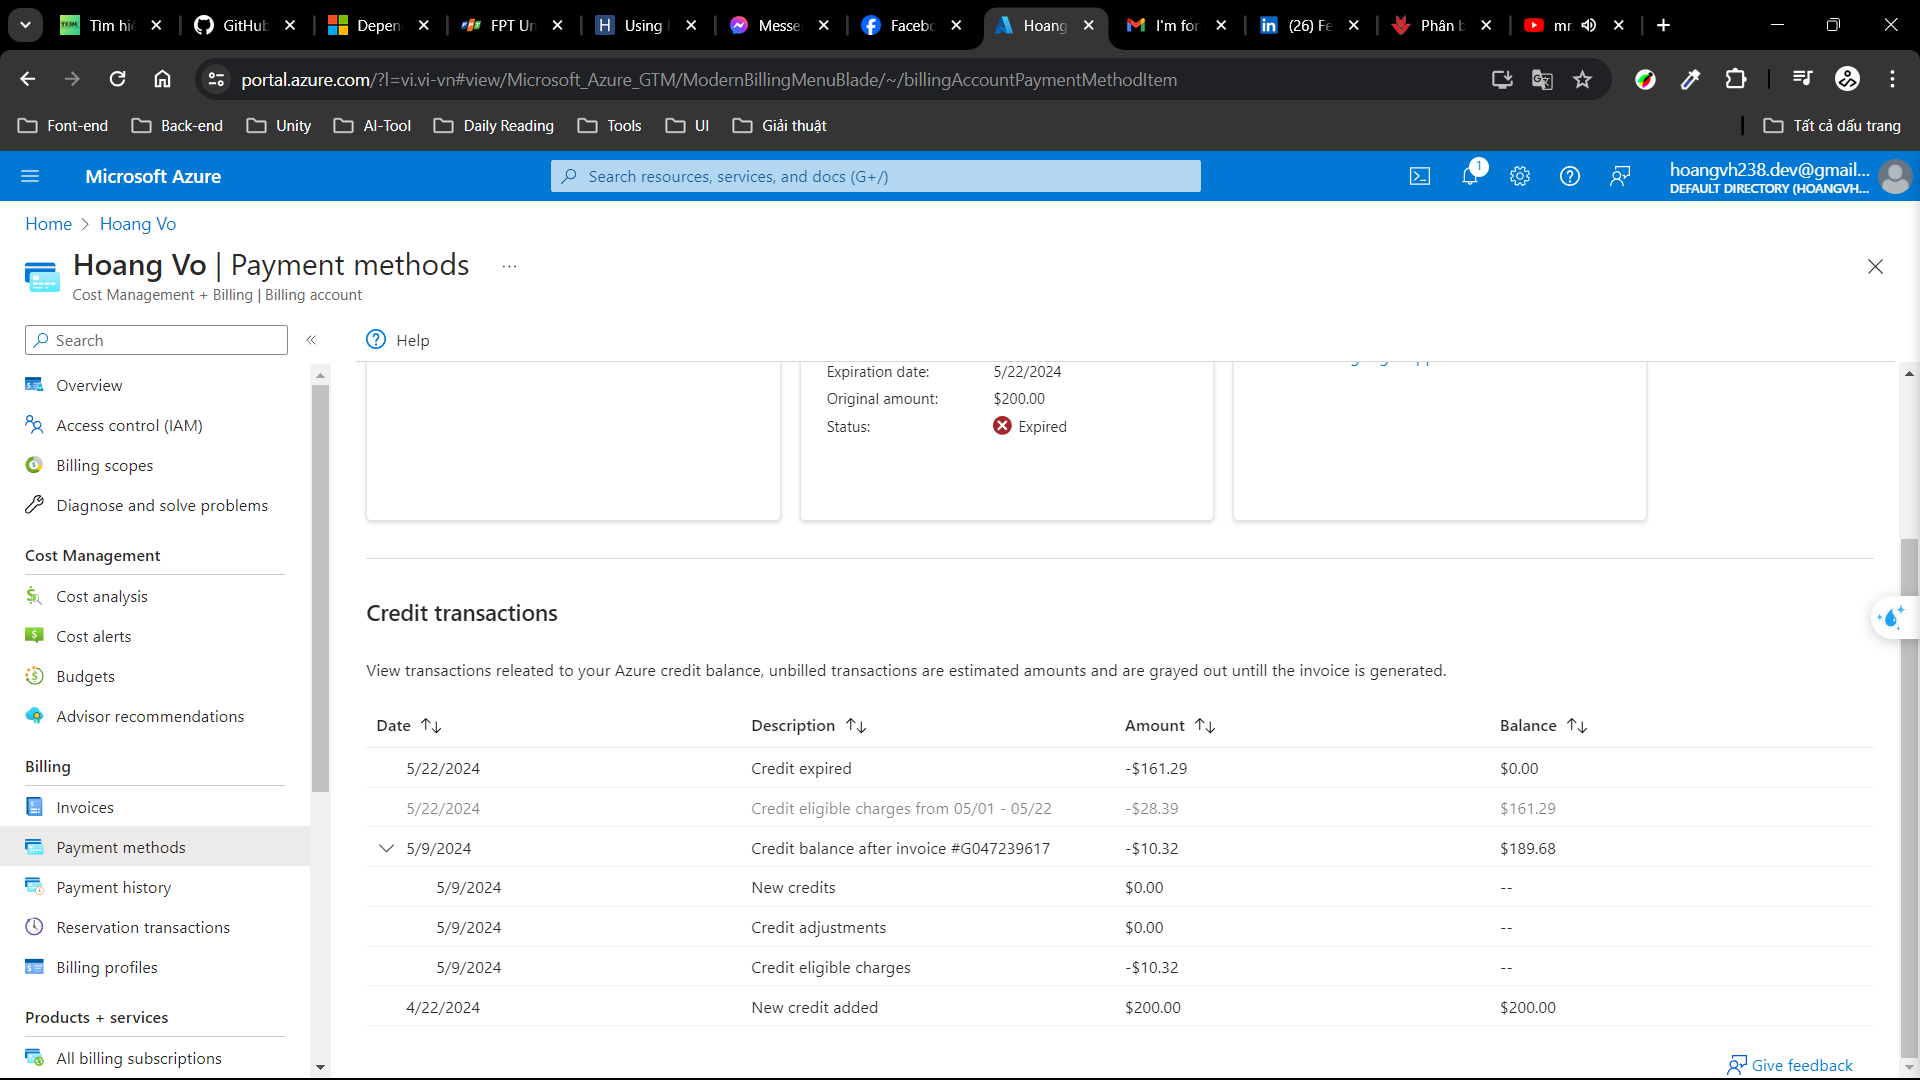 Tìm hiể
GitHub
Depen
FPT Un
Using
Messe
Facebo
Hoang
I'm for
(26) Fe
Phân b
mr.
portal.azure.com/?l=vi.vi-vn#view/Microsoft_Azure_GTM/ModernBillingMenuBlade/~/billingAccountPaymentMethodItem
Font-end
Back-end
Unity
AI-Tool
Daily Reading
Tools
UI
Giải thuật
Tất cả dấu trang
Microsoft Azure
Search resources, services, and docs (G+/)
1
hoangvh238.dev@gmail...
DEFAULT DIRECTORY (HOANGVH...
Home > Hoang Vo
Hoang Vo | Payment methods ...
Cost Management + Billing | Billing account
Search
«
Help
Overview
Access control (IAM)
Billing scopes
Diagnose and solve problems
Cost Management
Cost analysis
Cost alerts
Budgets
Advisor recommendations
Billing
Invoices
Payment methods
Payment history
Reservation transactions
Billing profiles
Products + services
All billing subscriptions
Expiration date: 5/22/2024
Original amount: $200.00
Status: Expired
Credit transactions
View transactions releated to your Azure credit balance, unbilled transactions are estimated amounts and are grayed out untill the invoice is generated.
Date Description Amount Balance
5/22/2024 Credit expired -$161.29 $0.00
5/22/2024 Credit eligible charges from 05/01 - 05/22 -$28.39 $161.29
5/9/2024 Credit balance after invoice #G047239617 -$10.32 $189.68
5/9/2024 New credits $0.00 --
5/9/2024 Credit adjustments $0.00 --
5/9/2024 Credit eligible charges -$10.32 --
4/22/2024 New credit added $200.00 $200.00
Give feedback